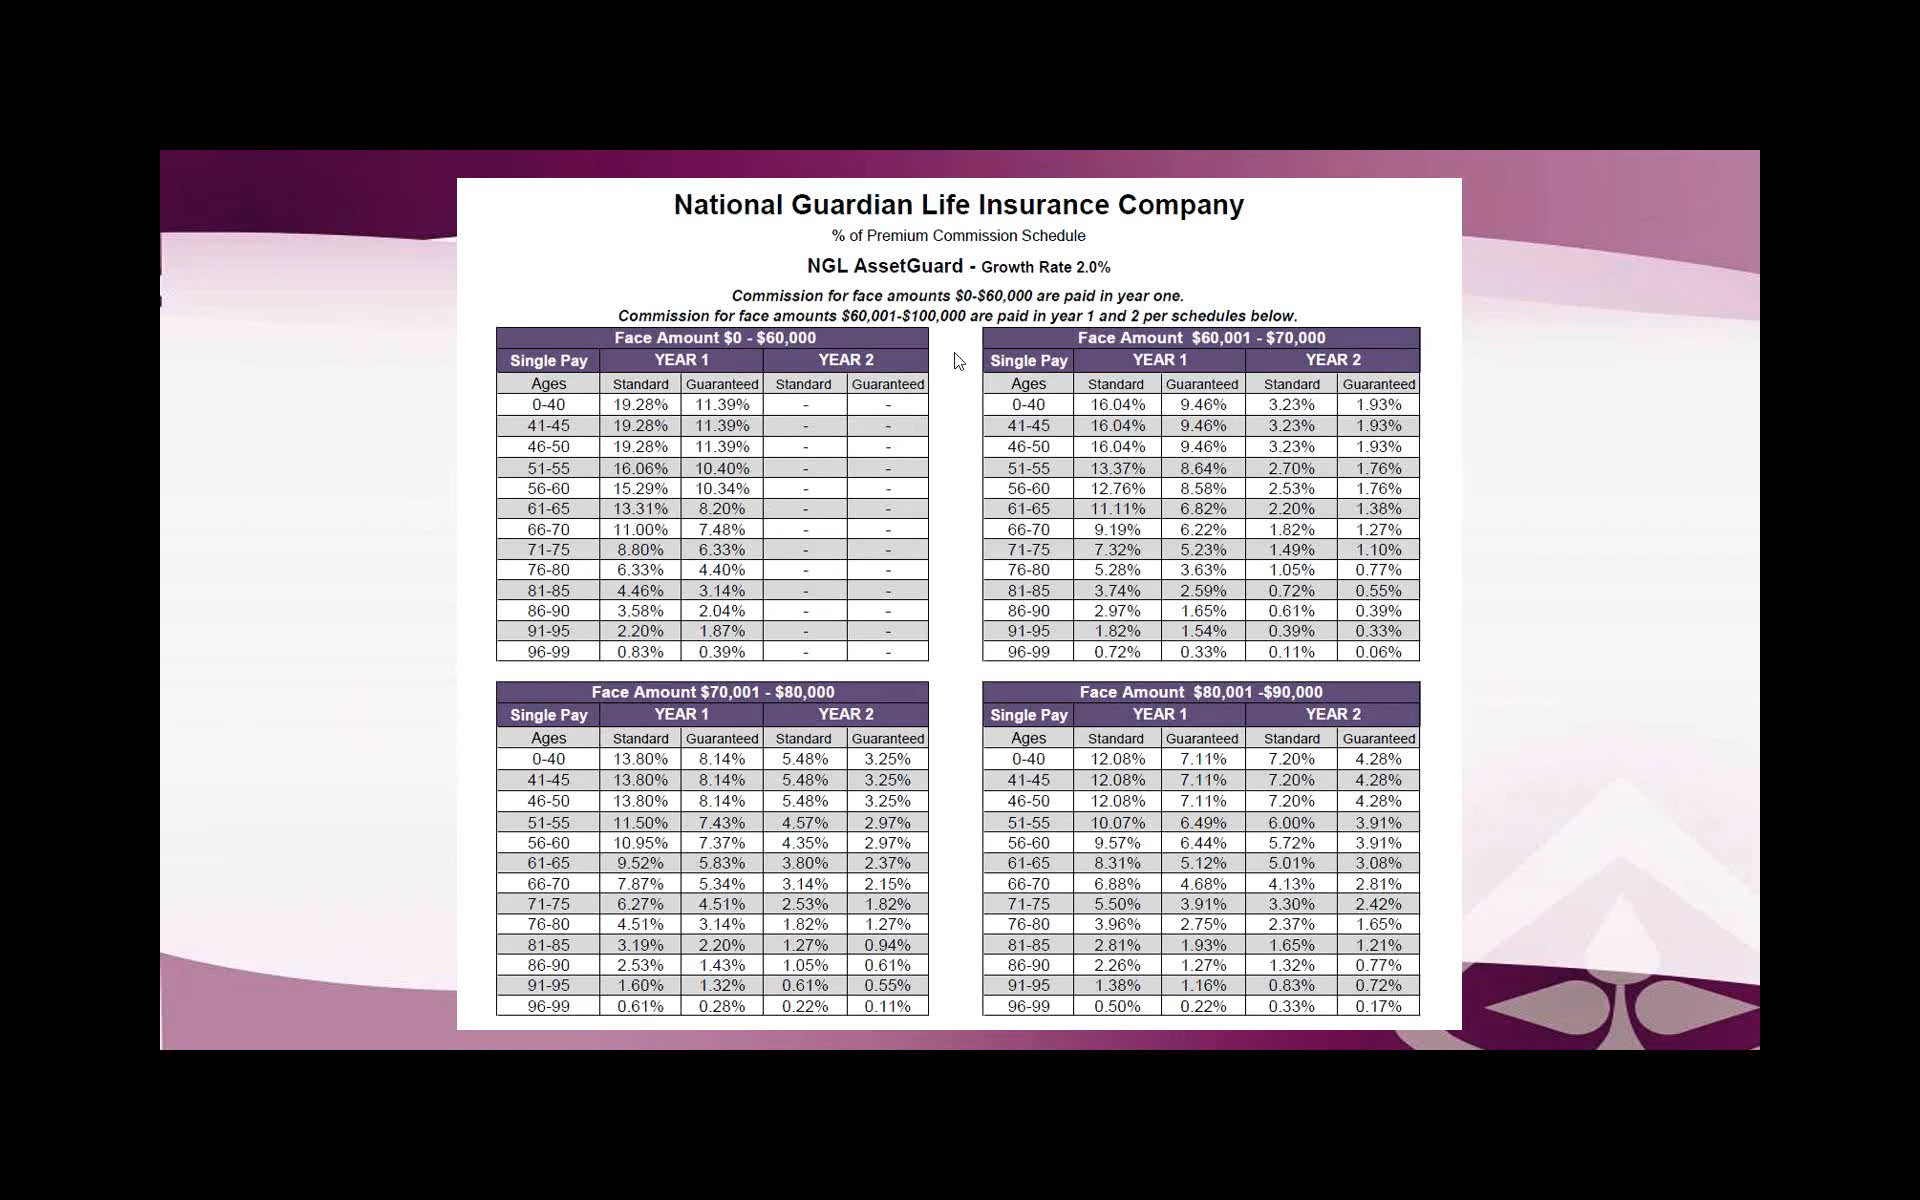 National Guardian Life Insurance Company
% of Premium Commission Schedule
NGL AssetGuard - Growth Rate 2.0%
Commission for face amounts $0-$60,000 are paid in year one.
Commission for face amounts $60,001-$100,000 are paid in year 1 and 2 per schedules below.
Face Amount $0 - $60,000
Single Pay YEAR 1 YEAR 2
Ages Standard Guaranteed Standard Guaranteed
0-40 19.28% 11.39% - -
41-45 19.28% 11.39% - -
46-50 19.28% 11.39% - -
51-55 16.06% 10.40% - -
56-60 15.29% 10.34% - -
61-65 13.31% 8.20% - -
66-70 11.00% 7.48% - -
71-75 8.80% 6.33% - -
76-80 6.33% 4.40% - -
81-85 4.46% 3.14% - -
86-90 3.58% 2.04% - -
91-95 2.20% 1.87% - -
96-99 0.83% 0.39% - -
Face Amount $60,001 - $70,000
Single Pay YEAR 1 YEAR 2
Ages Standard Guaranteed Standard Guaranteed
0-40 16.04% 9.46% 3.23% 1.93%
41-45 16.04% 9.46% 3.23% 1.93%
46-50 16.04% 9.46% 3.23% 1.93%
51-55 13.37% 8.64% 2.70% 1.76%
56-60 12.76% 8.58% 2.53% 1.76%
61-65 11.11% 6.82% 2.20% 1.38%
66-70 9.19% 6.22% 1.82% 1.27%
71-75 7.32% 5.23% 1.49% 1.10%
76-80 5.28% 3.63% 1.05% 0.77%
81-85 3.74% 2.59% 0.72% 0.55%
86-90 2.97% 1.65% 0.61% 0.39%
91-95 1.82% 1.54% 0.39% 0.33%
96-99 0.72% 0.33% 0.11% 0.06%
Face Amount $70,001 - $80,000
Single Pay YEAR 1 YEAR 2
Ages Standard Guaranteed Standard Guaranteed
0-40 13.80% 8.14% 5.48% 3.25%
41-45 13.80% 8.14% 5.48% 3.25%
46-50 13.80% 8.14% 5.48% 3.25%
51-55 11.50% 7.43% 4.57% 2.97%
56-60 10.95% 7.37% 4.35% 2.97%
61-65 9.52% 5.83% 3.80% 2.37%
66-70 7.87% 5.34% 3.14% 2.15%
71-75 6.27% 4.51% 2.53% 1.82%
76-80 4.51% 3.14% 1.82% 1.27%
81-85 3.19% 2.20% 1.27% 0.94%
86-90 2.53% 1.43% 1.05% 0.61%
91-95 1.60% 1.32% 0.61% 0.55%
96-99 0.61% 0.28% 0.22% 0.11%
Face Amount $80,001 -$90,000
Single Pay YEAR 1 YEAR 2
Ages Standard Guaranteed Standard Guaranteed
0-40 12.08% 7.11% 7.20% 4.28%
41-45 12.08% 7.11% 7.20% 4.28%
46-50 12.08% 7.11% 7.20% 4.28%
51-55 10.07% 6.49% 6.00% 3.91%
56-60 9.57% 6.44% 5.72% 3.91%
61-65 8.31% 5.12% 5.01% 3.08%
66-70 6.88% 4.68% 4.13% 2.81%
71-75 5.50% 3.91% 3.30% 2.42%
76-80 3.96% 2.75% 2.37% 1.65%
81-85 2.81% 1.93% 1.65% 1.21%
86-90 2.26% 1.27% 1.32% 0.77%
91-95 1.38% 1.16% 0.83% 0.72%
96-99 0.50% 0.22% 0.33% 0.17%